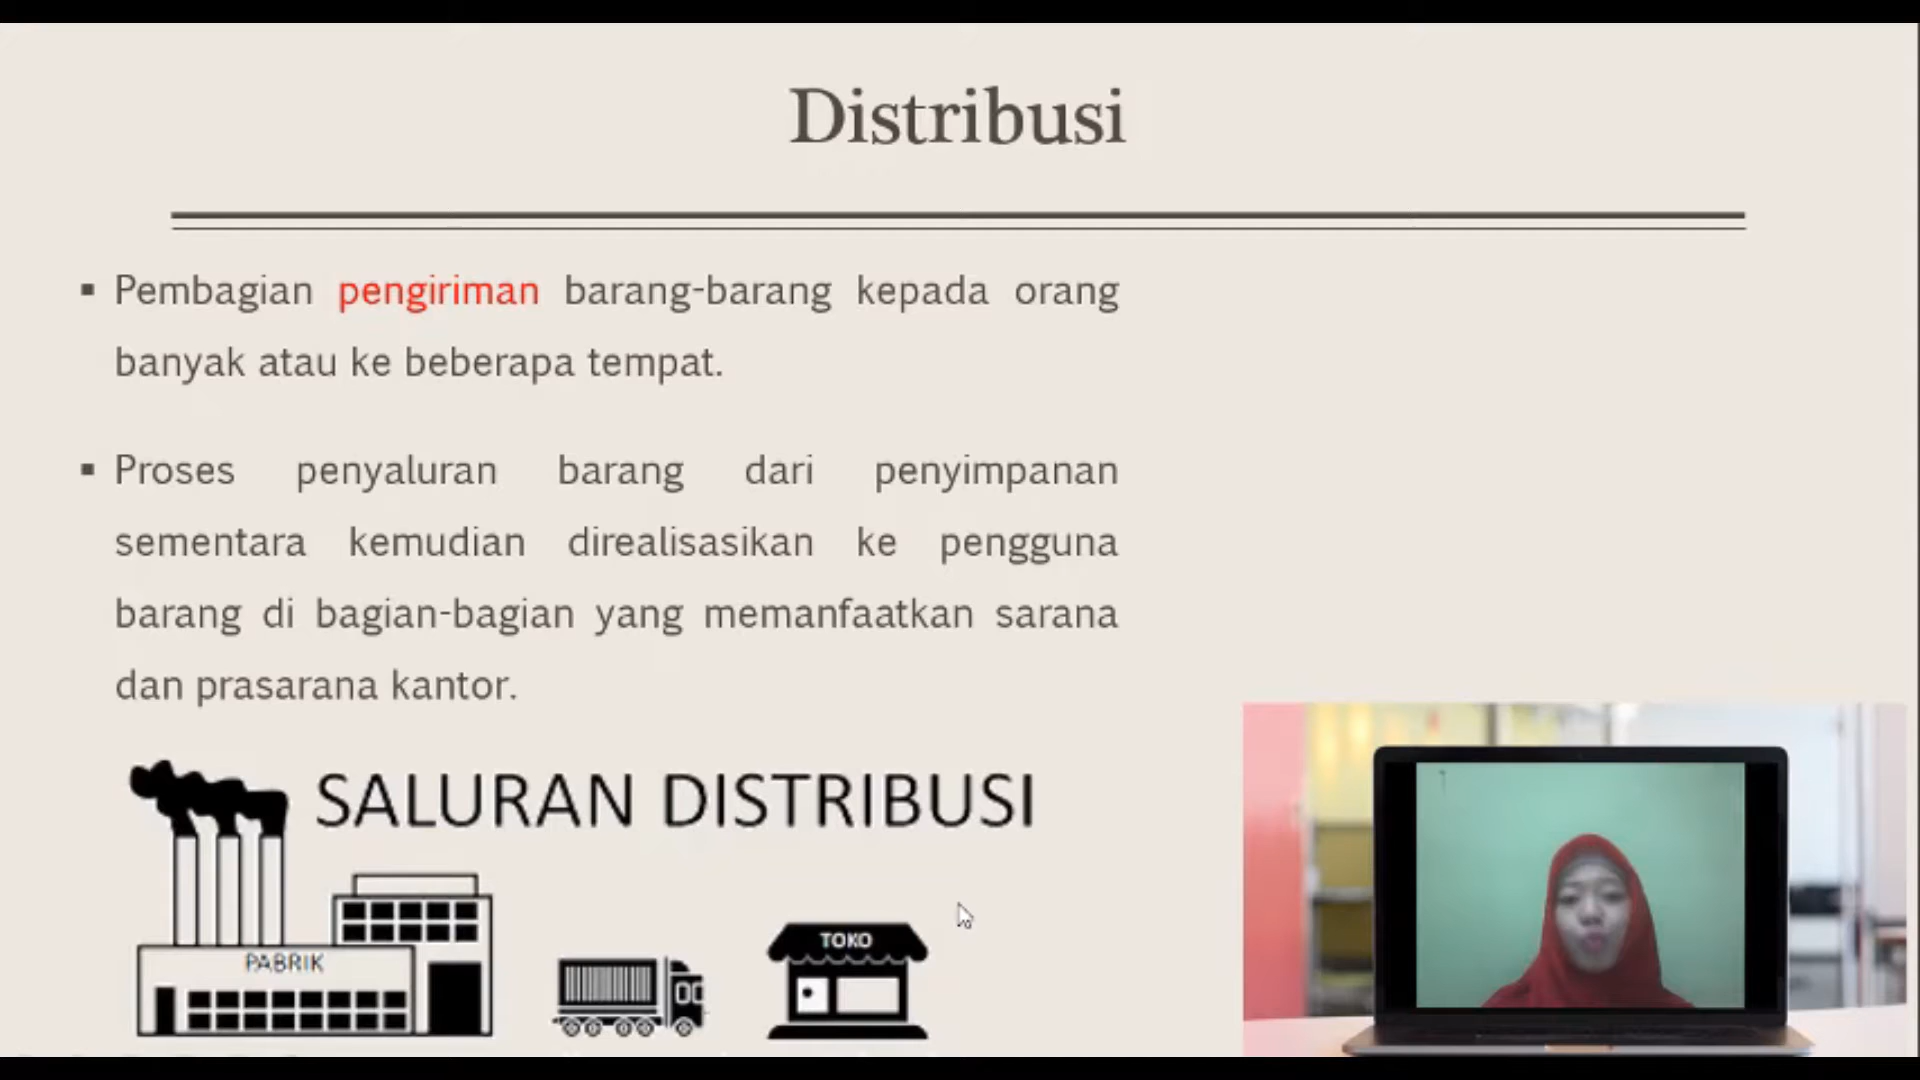 Distribusi
▪ Pembagian pengiriman barang-barang kepada orang
banyak atau ke beberapa tempat.
▪ Proses penyaluran barang dari penyimpanan
sementara kemudian direalisasikan ke pengguna
barang di bagian-bagian yang memanfaatkan sarana
dan prasarana kantor.
SALURAN DISTRIBUSI
PABRIK
TOKO